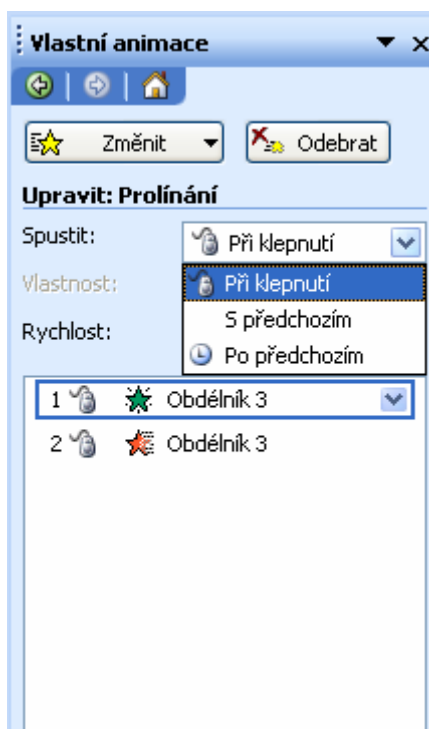 Vlastní animace
Změnit
Odebrat
Upravit: Prolínání
Spustit:
Při klepnutí
Vlastnost:
Při klepnutí
S předchozím
Rychlost:
Po předchozím
1 Obdélník 3
2 Obdélník 3